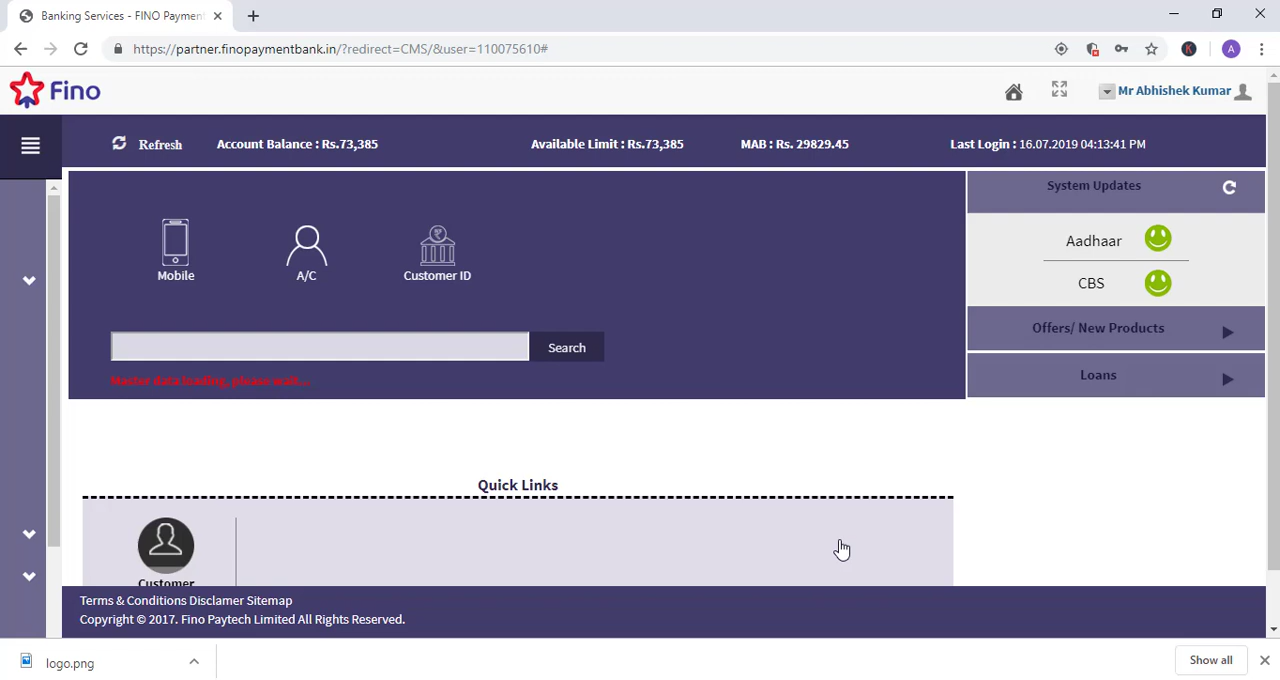 Banking Services - FINO Payment
https://partner.finopaymentbank.in/?redirect=CMS/&user=110075610#
K
A
Fino
Mr Abhishek Kumar
Refresh
Account Balance : Rs.73,385
Available Limit : Rs.73,385
MAB : Rs. 29829.45
Last Login : 16.07.2019 04:13:41 PM
System Updates
Mobile
A/C
Customer ID
Aadhaar
CBS
Offers/ New Products
Search
Master data loading, please wait...
Loans
Quick Links
Customer
Terms & Conditions Disclamer Sitemap
Copyright © 2017. Fino Paytech Limited All Rights Reserved.
logo.png
Show all